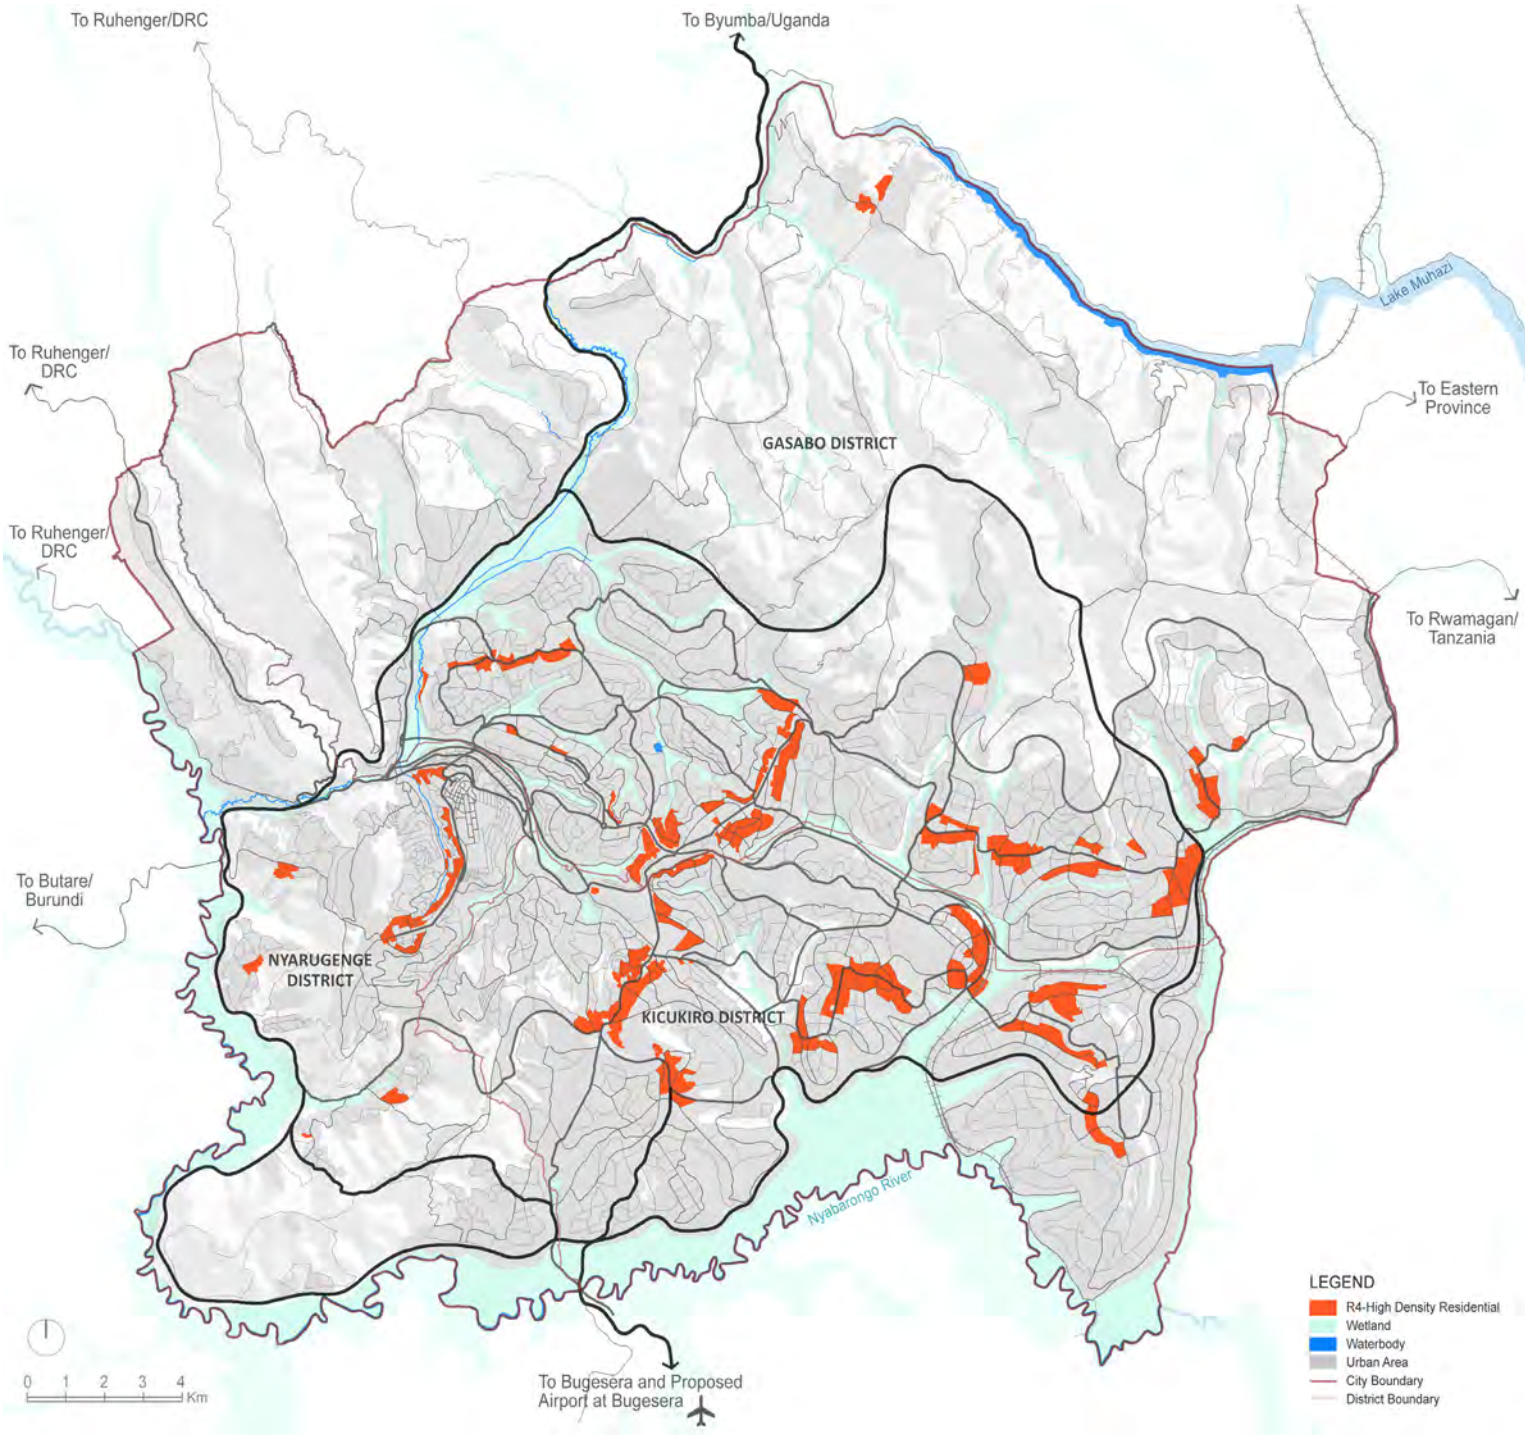 To Ruhenger/DRC
To Byumba/Uganda
Lake Muhazi
To Ruhenger/
DRC
To Eastern
Province
GASABO DISTRICT
To Ruhenger/
DRC
To Rwamagan/
Tanzania
To Butare/
Burundi
NYARUGENGE
DISTRICT
KICUKIRO DISTRICT
Nyabarongo River
LEGEND
R4-High Density Residential
Wetland
Waterbody
Urban Area
City Boundary
District Boundary
0 1 2 3 4
Km
To Bugesera and Proposed
Airport at Bugesera